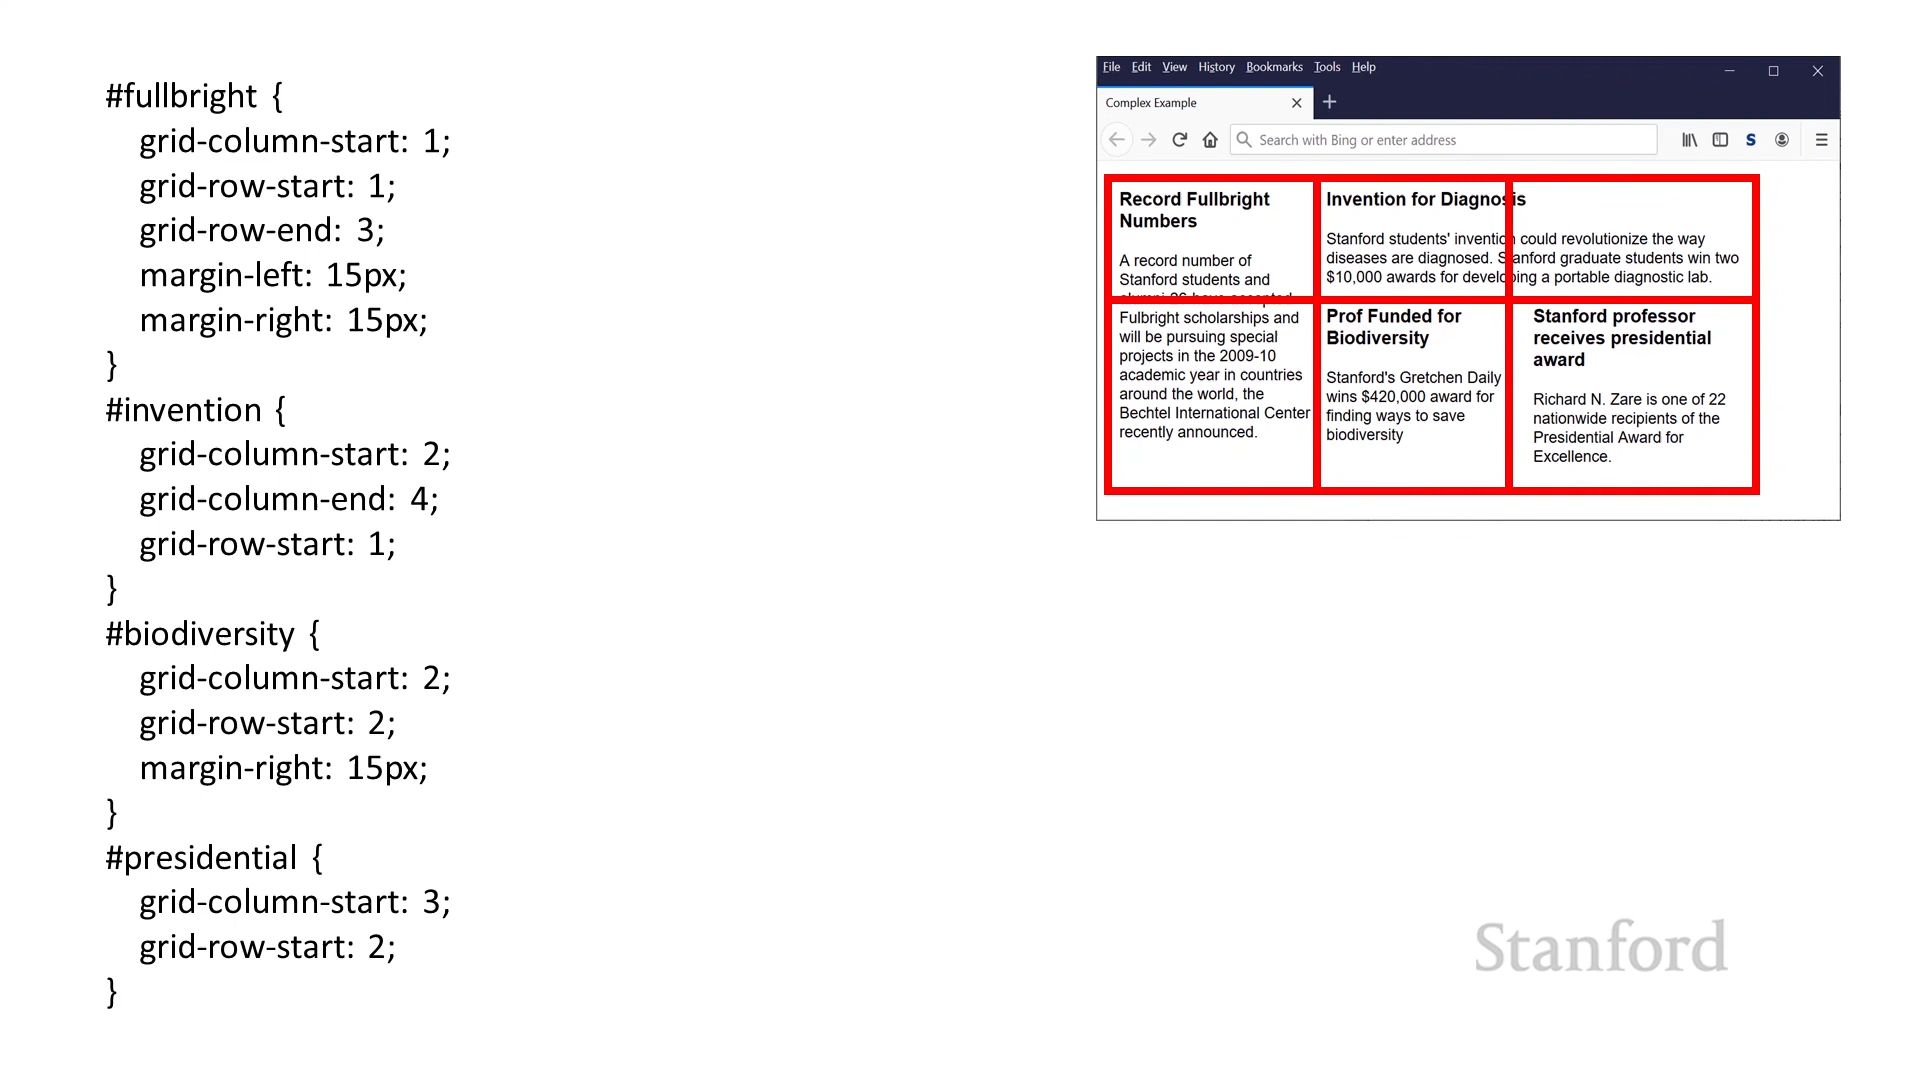 #fullbright {
grid-column-start: 1;
grid-row-start: 1;
grid-row-end: 3;
margin-left: 15px;
margin-right: 15px;
}
#invention {
grid-column-start: 2;
grid-column-end: 4;
grid-row-start: 1;
}
#biodiversity {
grid-column-start: 2;
grid-row-start: 2;
margin-right: 15px;
}
#presidential {
grid-column-start: 3;
grid-row-start: 2;
}
File Edit View History Bookmarks Tools Help
Complex Example
Search with Bing or enter address
S
Record Fullbright
Numbers
A record number of
Stanford students and
alumni 26 have accepted
Fulbright scholarships and
will be pursuing special
projects in the 2009-10
academic year in countries
around the world, the
Bechtel International Center
recently announced.
Invention for Diagnosis
Stanford students' invention could revolutionize the way
diseases are diagnosed. Stanford graduate students win two
$10,000 awards for developing a portable diagnostic lab.
Prof Funded for
Biodiversity
Stanford's Gretchen Daily
wins $420,000 award for
finding ways to save
biodiversity
Stanford professor
receives presidential
award
Richard N. Zare is one of 22
nationwide recipients of the
Presidential Award for
Excellence.
Stanford